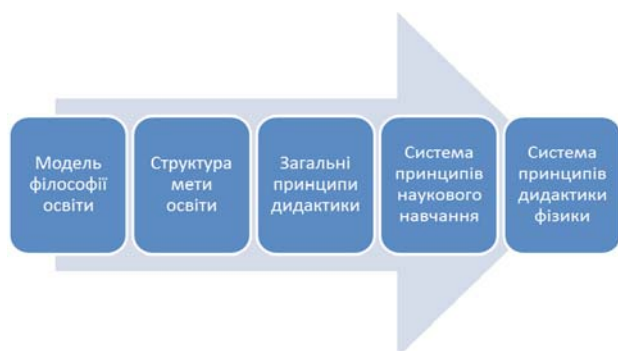 Модель
філософії
освіти
Структура
мети
освіти
Загальні
принципи
дидактики
Система
принципів
наукового
навчання
Система
принципів
дидактики
фізики